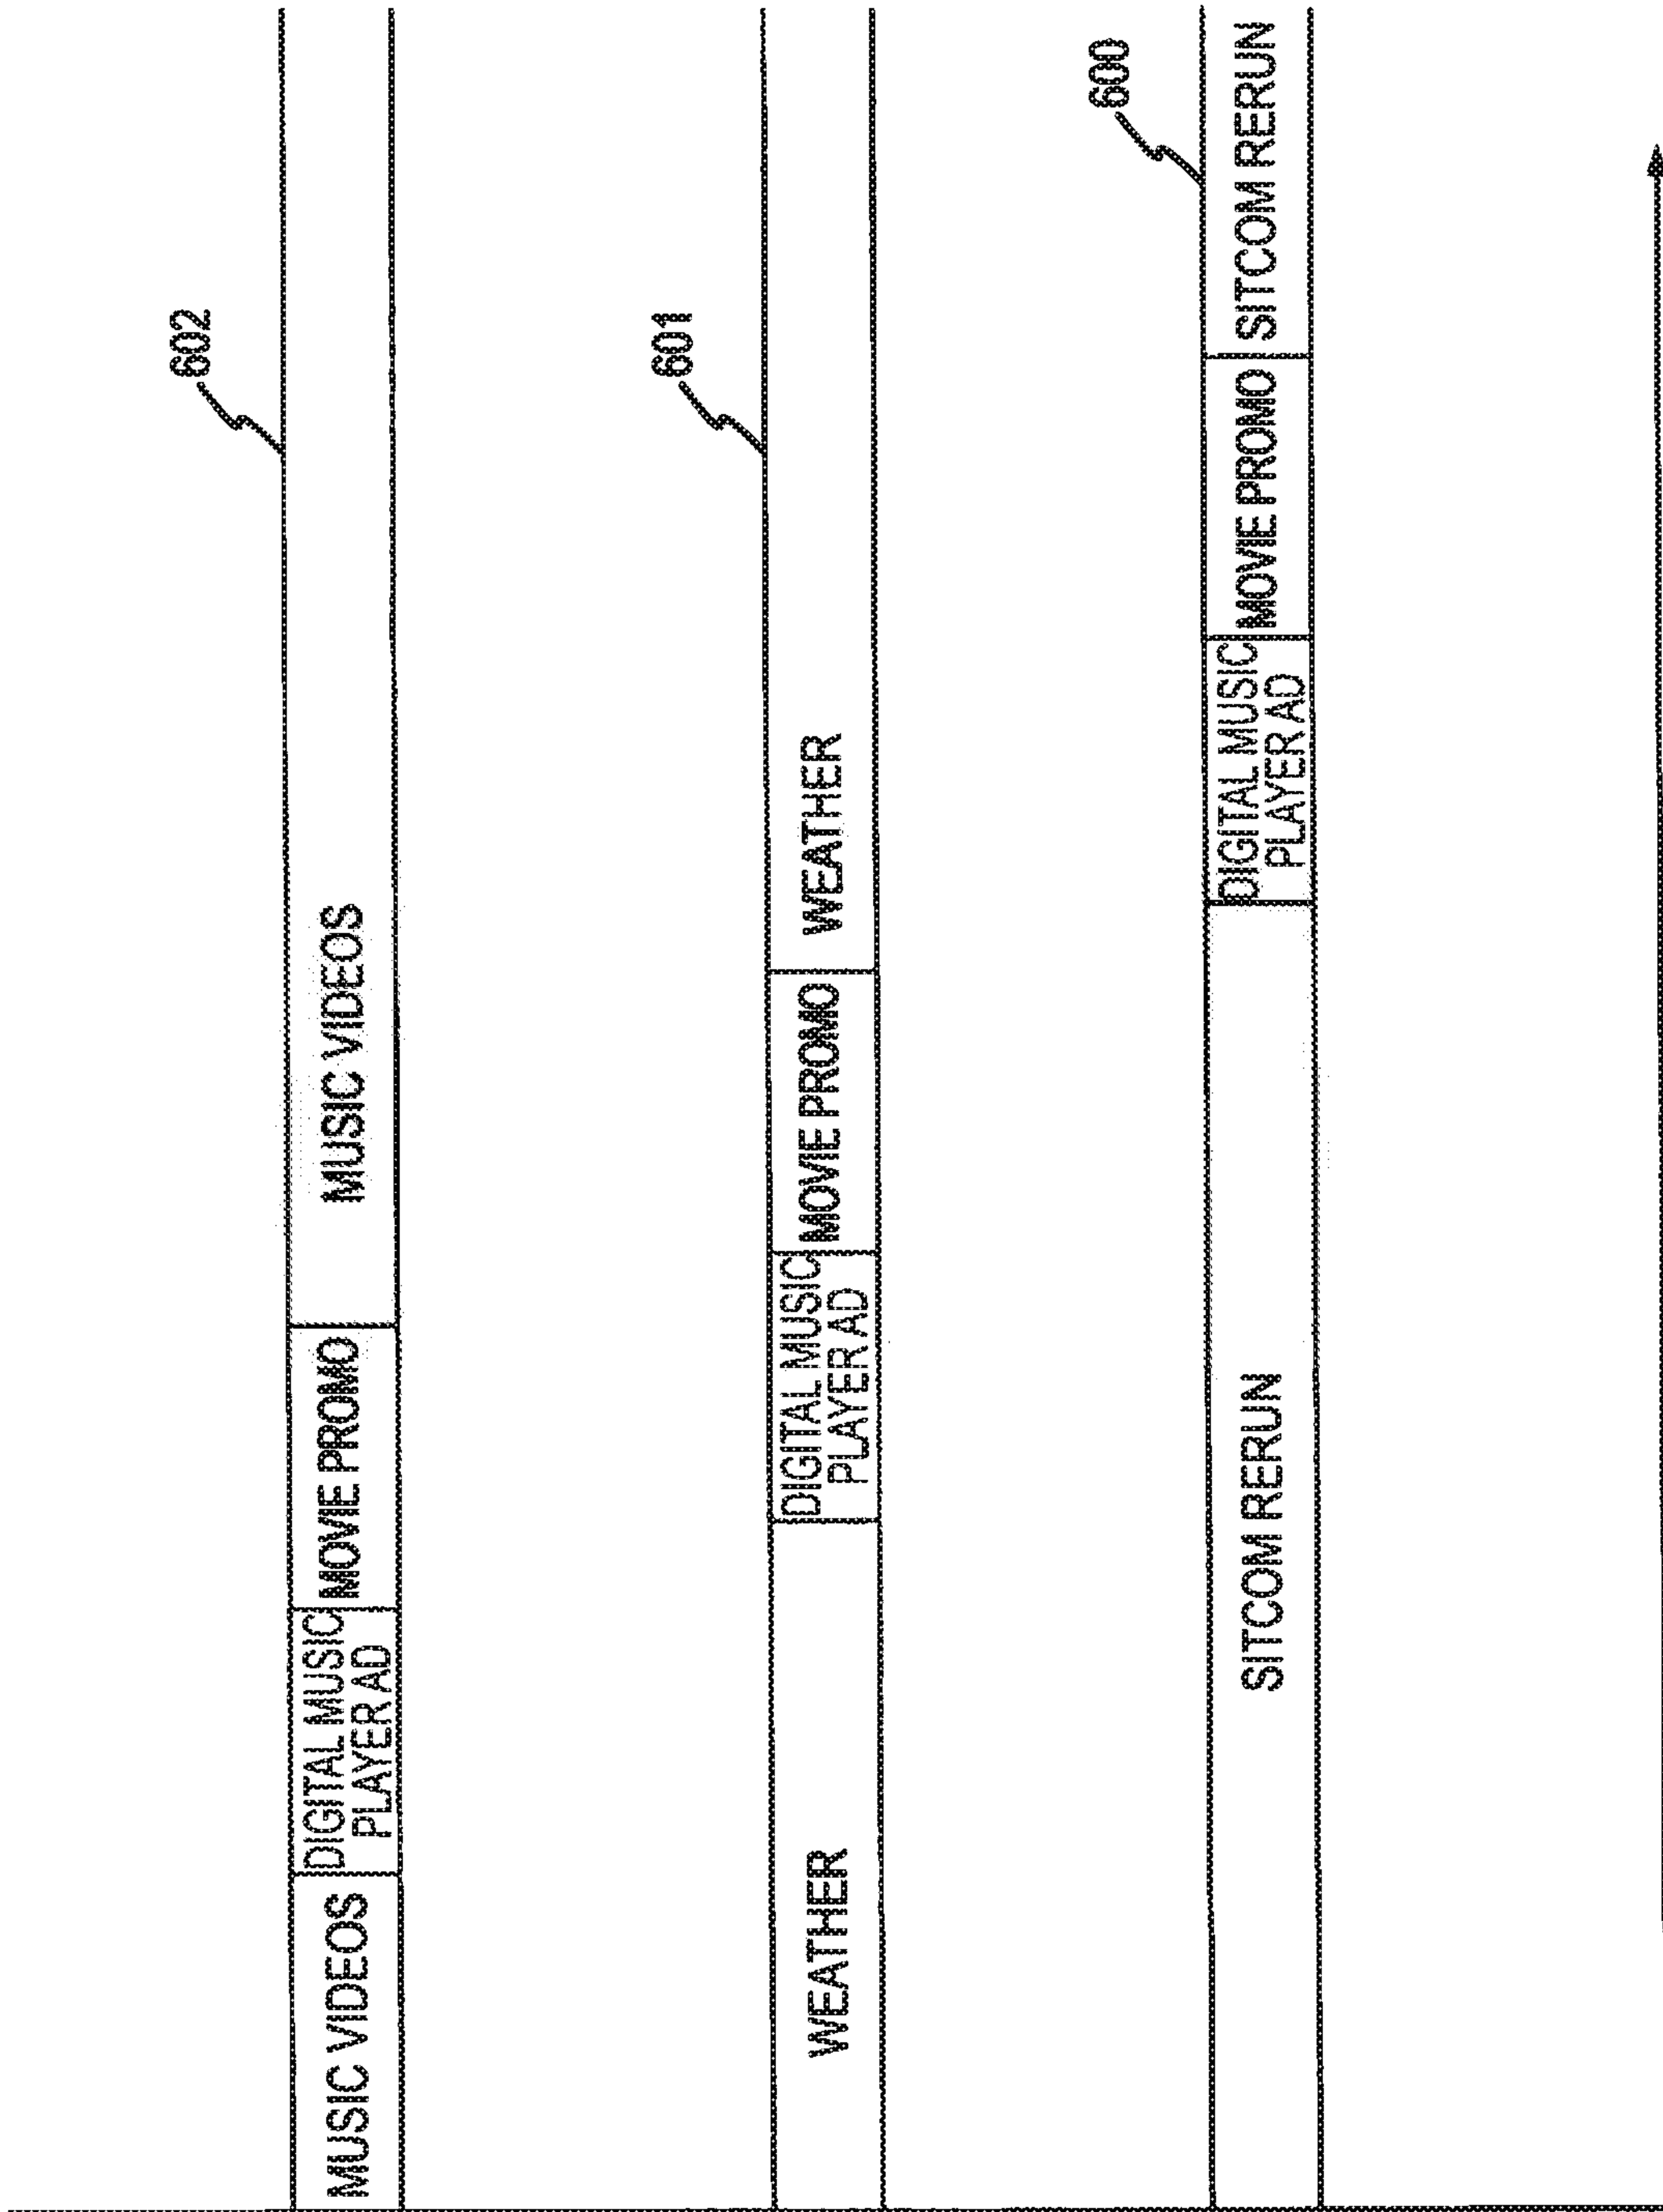 602
MUSIC VIDEOS
DIGITAL MUSIC
PLAYER AD
MOVIE PROMO
MUSIC VIDEOS
601
WEATHER
DIGITAL MUSIC
PLAYER AD
MOVIE PROMO
WEATHER
600
SITCOM RERUN
DIGITAL MUSIC
PLAYER AD
MOVIE PROMO
SITCOM RERUN